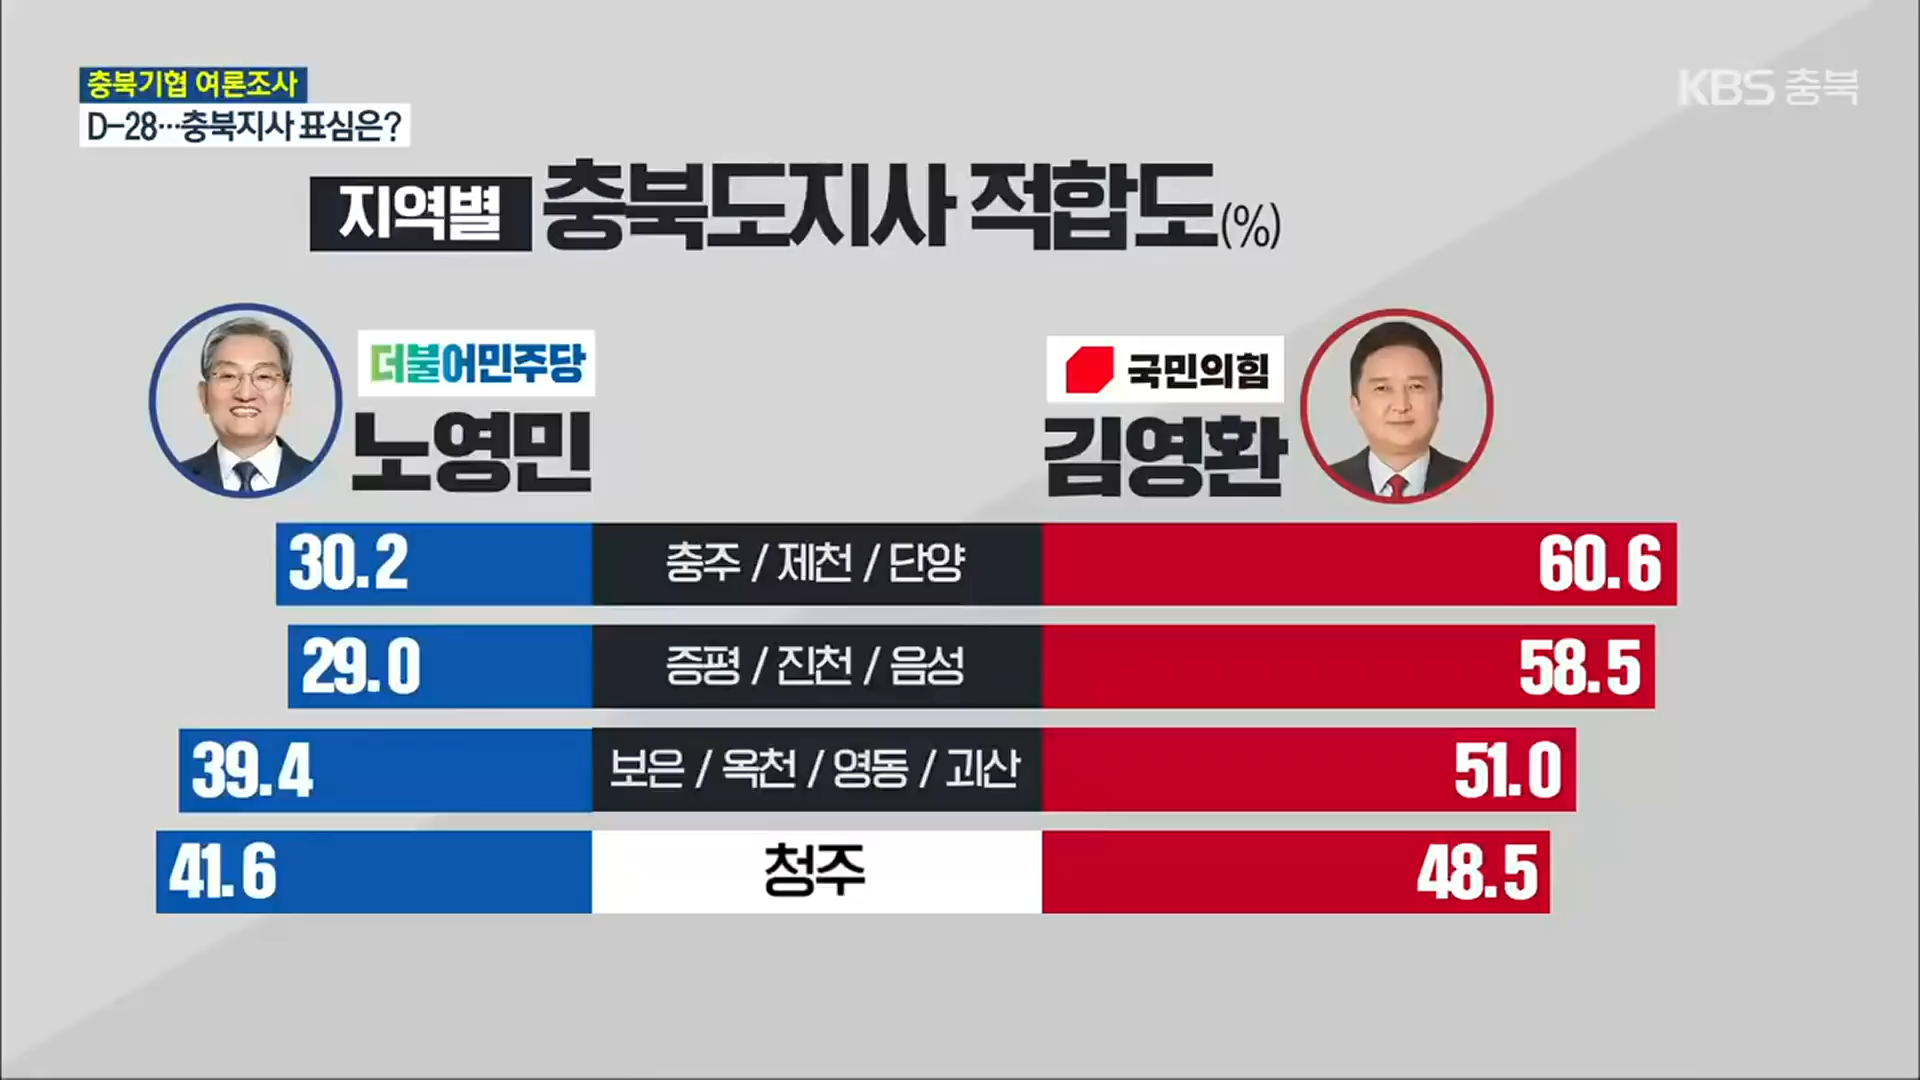 충북기협 여론조사
KBS 충북
D-28…충북지사 표심은?
지역별 충북도지사 적합도(%)
더불어민주당
국민의힘
노영민
김영환
30.2 충주 / 제천 / 단양 60.6
29.0 증평 / 진천 / 음성 58.5
39.4 보은 / 옥천 / 영동 / 괴산 51.0
41.6 청주 48.5